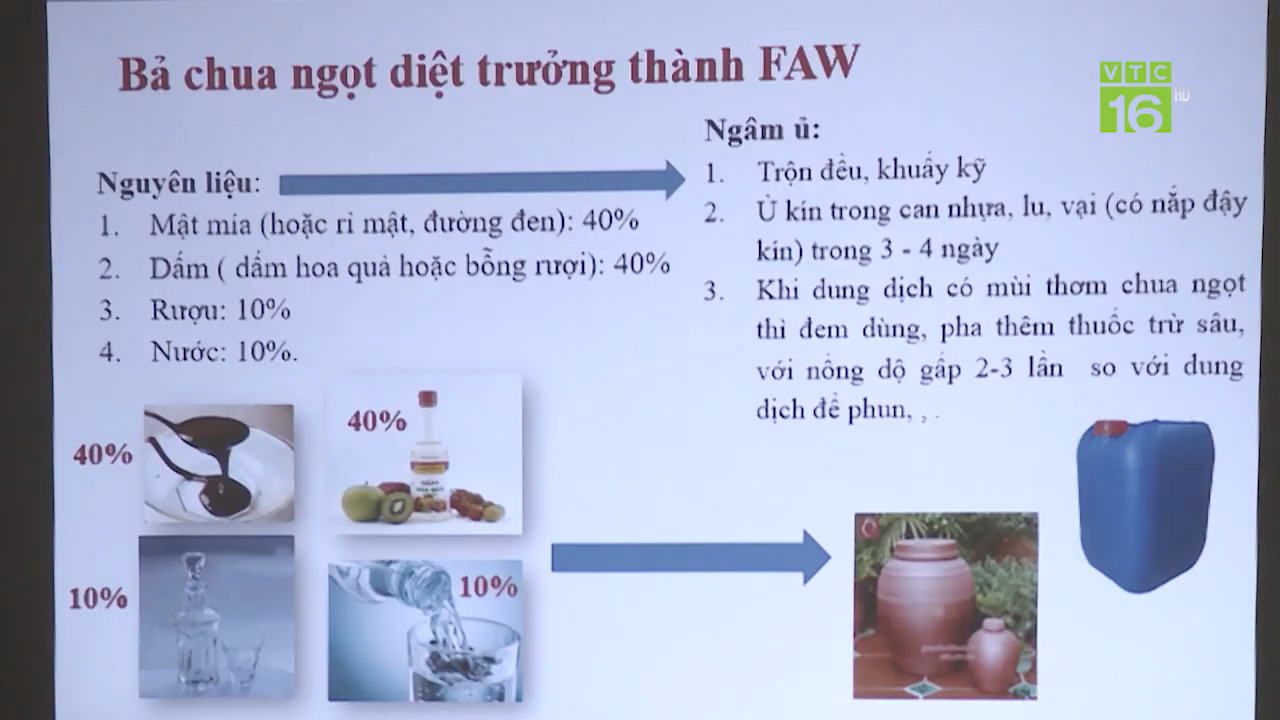 Bả chua ngọt diệt trưởng thành FAW
VTC
16
HD
Nguyên liệu:
1. Mật mía (hoặc rỉ mật, đường đen): 40%
2. Dấm ( dấm hoa quả hoặc bỗng rượi): 40%
3. Rượu: 10%
4. Nước: 10%.
Ngâm ủ:
1. Trộn đều, khuấy kỹ
2. Ủ kín trong can nhựa, lu, vại (có nắp đậy
kín) trong 3 - 4 ngày
3. Khi dung dịch có mùi thơm chua ngọt
thì đem dùng, pha thêm thuốc trừ sâu,
với nồng dộ gấp 2-3 lần so với dung
dịch để phun, , .
40%
40%
10%
10%